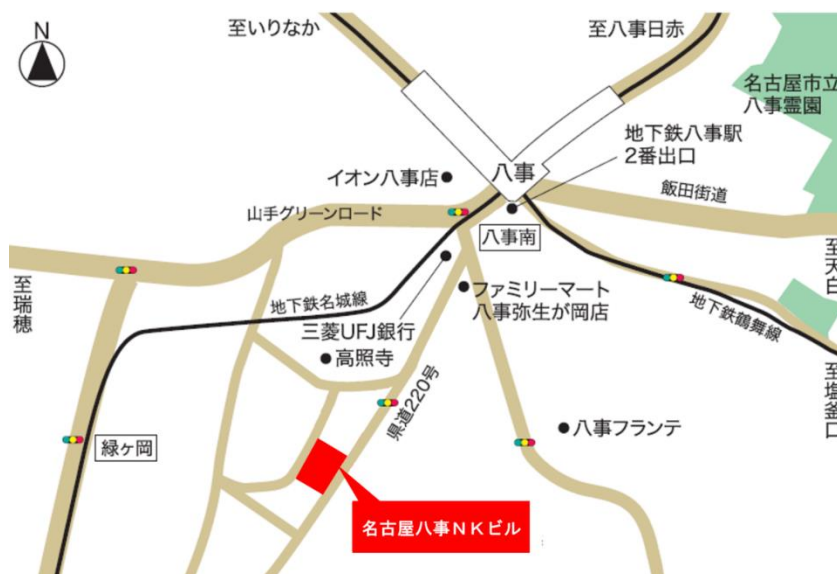 N
至いりなか
至八事日赤
名古屋市立
八事霊園
地下鉄八事駅
2番出口
八事
イオン八事店
飯田街道
山手グリーンロード
八事南
至天白
至瑞穂
地下鉄名城線
ファミリーマート
八事弥生が岡店
地下鉄鶴舞線
三菱UFJ銀行
高照寺
至塩釜口
県道220号
八事フランテ
緑ヶ岡
名古屋八事NKビル